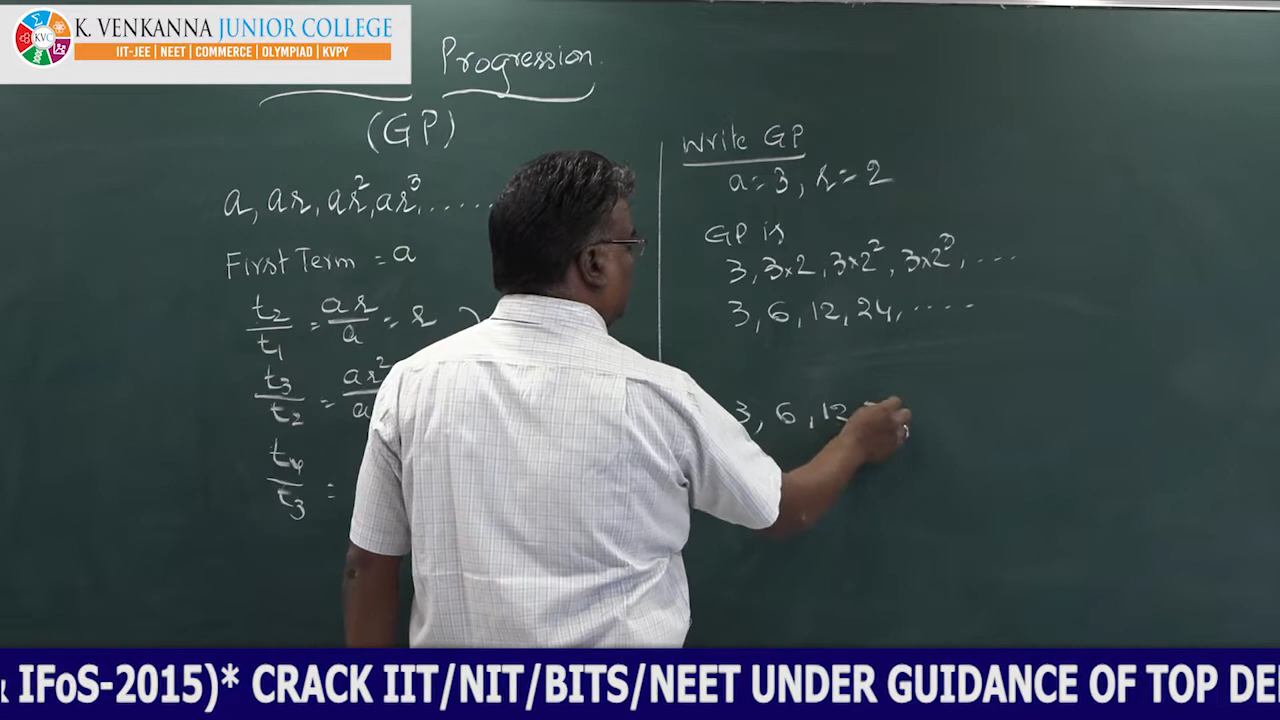 KVC
K. VENKANNA JUNIOR COLLEGE
IIT-JEE | NEET | COMMERCE | OLYMPIAD | KVPY
Progression
(GP)
a, ar, ar², ar³, .....
First Term = a
t₂/t₁ = ar/a = r
t₃/t₂ = ar²/a
t₄/t₃ =
Write GP
a = 3, r = 2
GP is
3, 3×2, 3×2², 3×2³, ....
3, 6, 12, 24, .....
3, 6, 12
IFoS-2015)* CRACK IIT/NIT/BITS/NEET UNDER GUIDANCE OF TOP